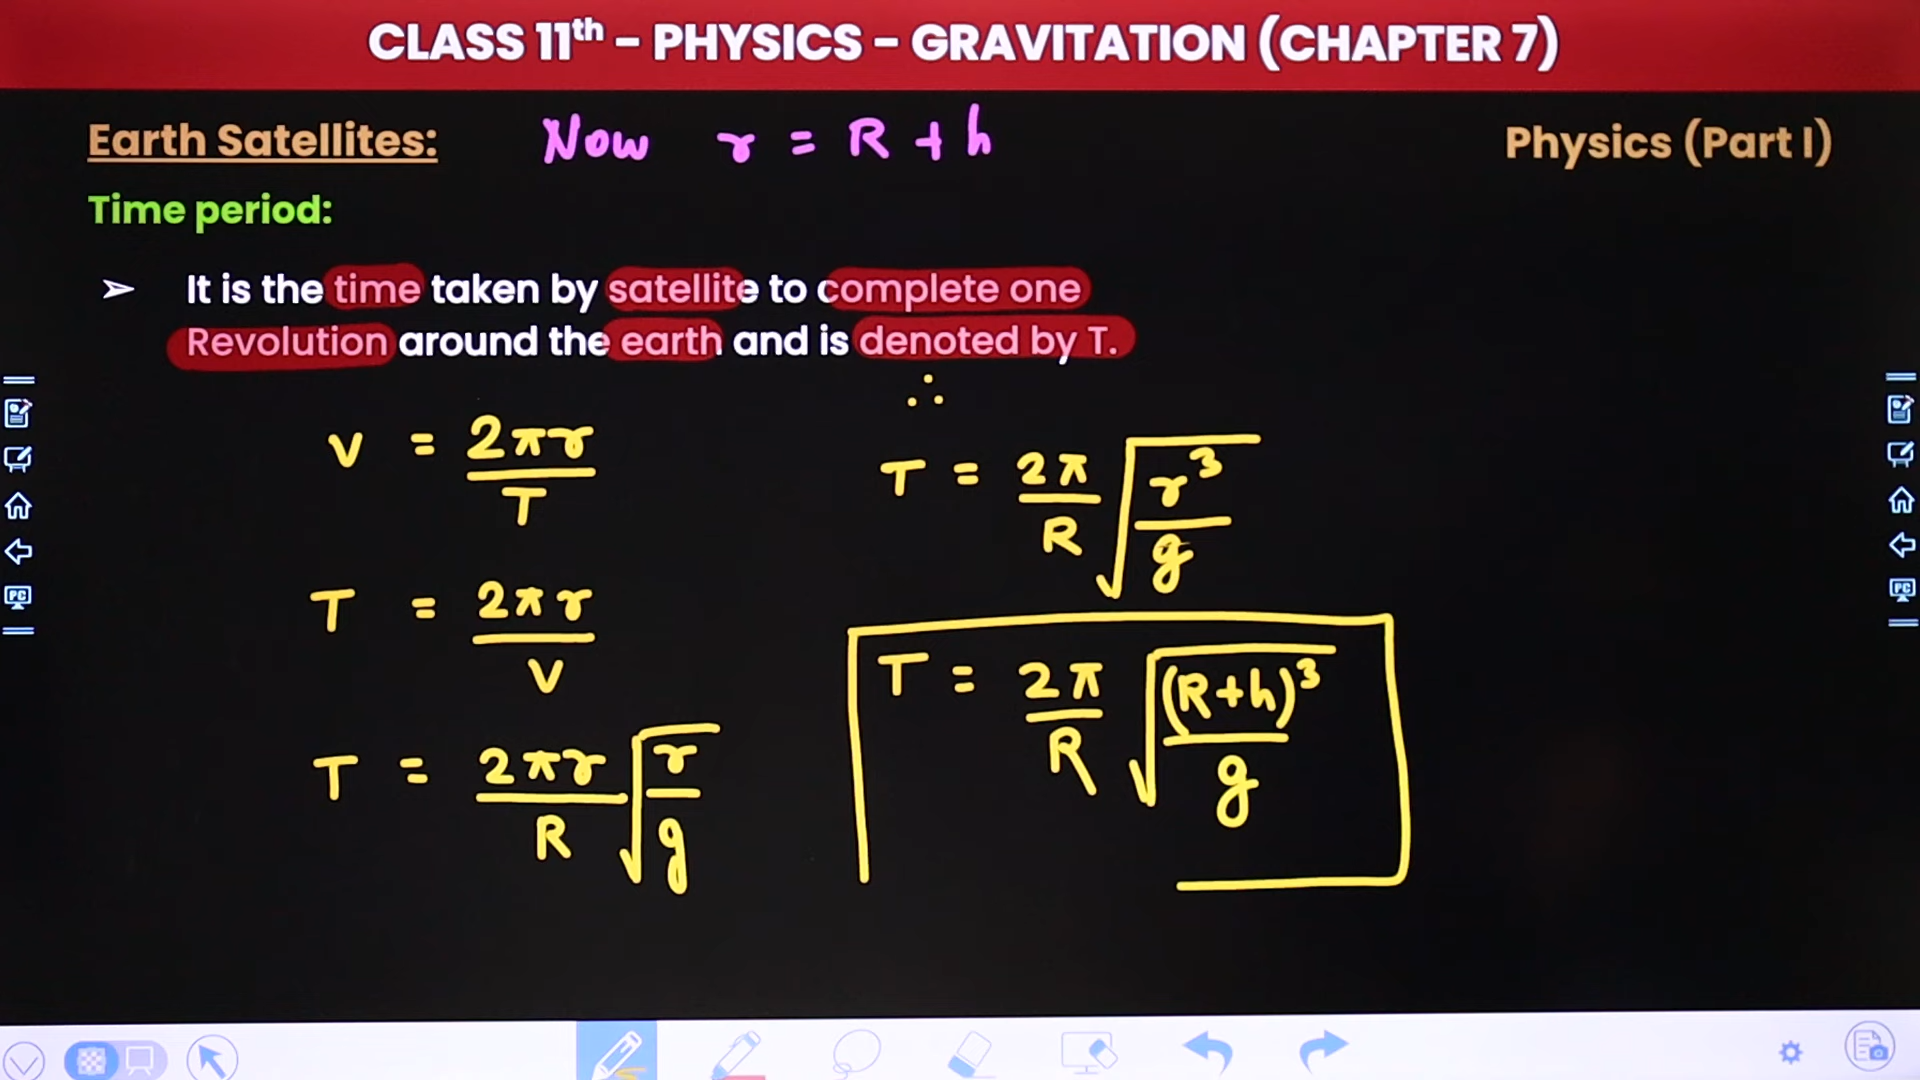 CLASS 11th - PHYSICS - GRAVITATION (CHAPTER 7)
Earth Satellites: Now r = R + h Physics (Part I)
Time period:
➢ It is the time taken by satellite to complete one
Revolution around the earth and is denoted by T.
v = 2πr/T
T = 2πr/v
T = 2πr/R √(r/g)
∴
T = 2π/R √(r³/g)
T = 2π/R √((R+h)³/g)
PC
PC